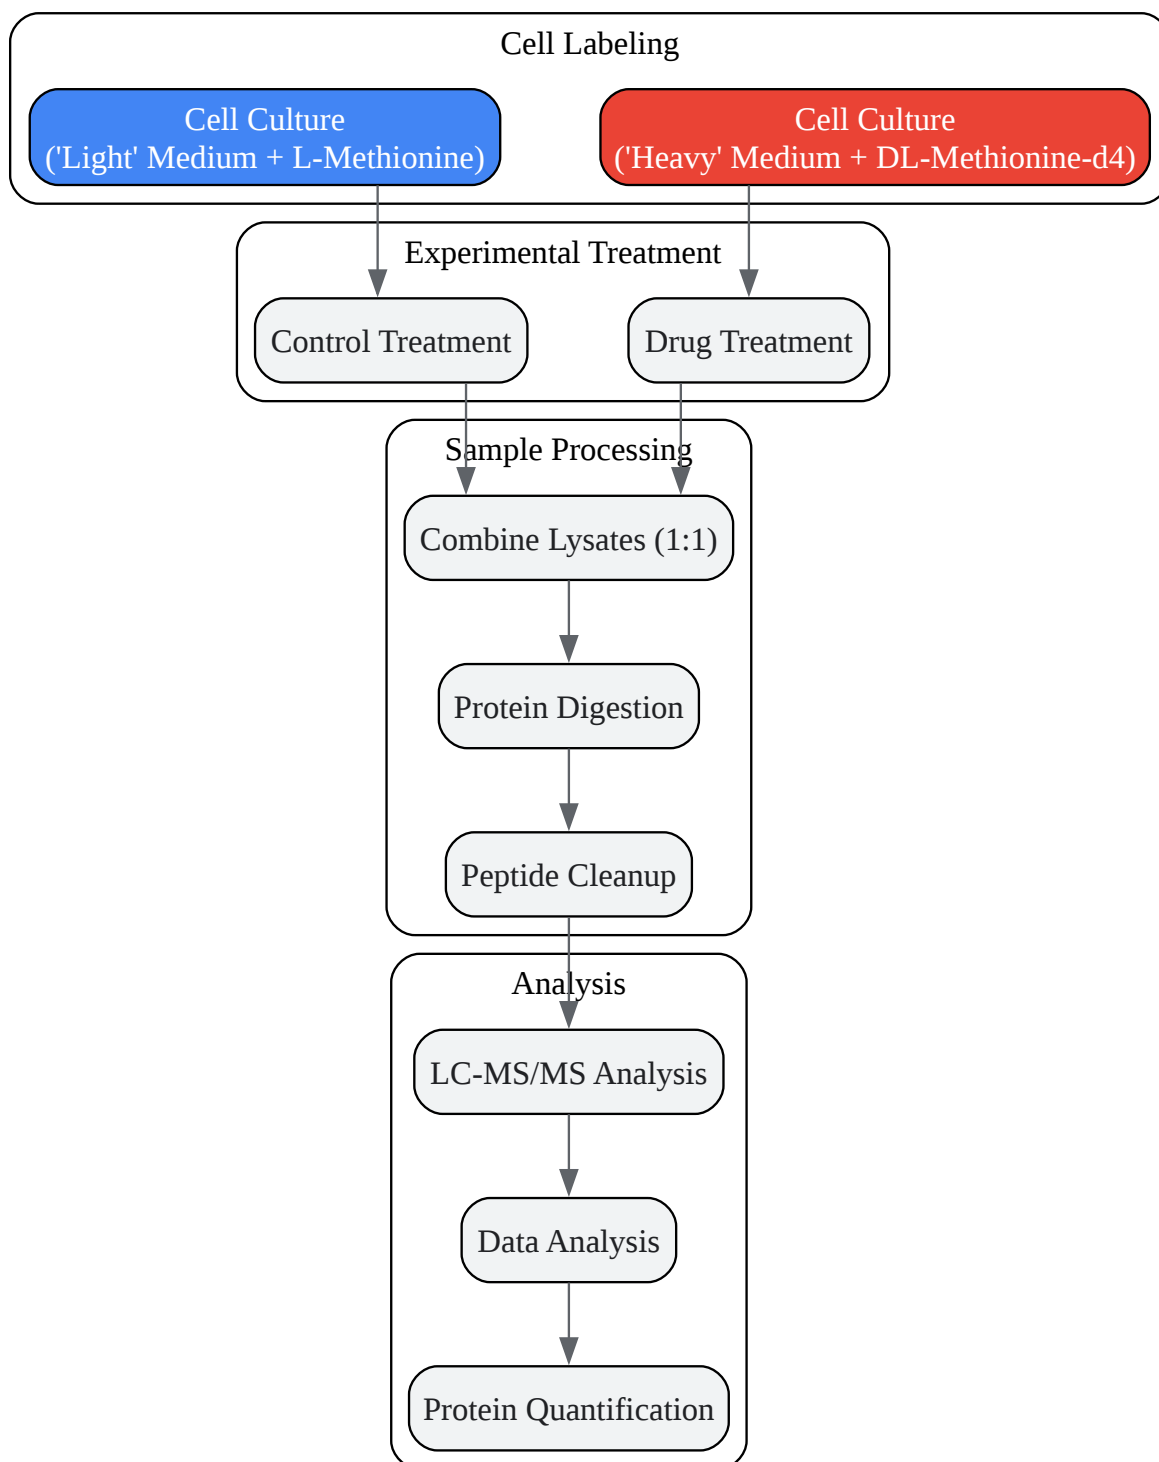 Cell Labeling
Cell Culture
('Light' Medium + L-Methionine)
Cell Culture
('Heavy' Medium + DL-Methionine-d4)
Experimental Treatment
Control Treatment
Drug Treatment
Sample Processing
Combine Lysates (1:1)
Protein Digestion
Peptide Cleanup
Analysis
LC-MS/MS Analysis
Data Analysis
Protein Quantification